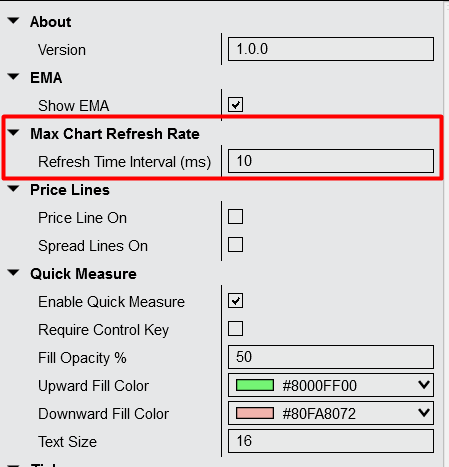 About
Version 1.0.0
EMA
Show EMA
Max Chart Refresh Rate
Refresh Time Interval (ms) 10
Price Lines
Price Line On
Spread Lines On
Quick Measure
Enable Quick Measure
Require Control Key
Fill Opacity % 50
Upward Fill Color #8000FF00
Downward Fill Color #80FA8072
Text Size 16